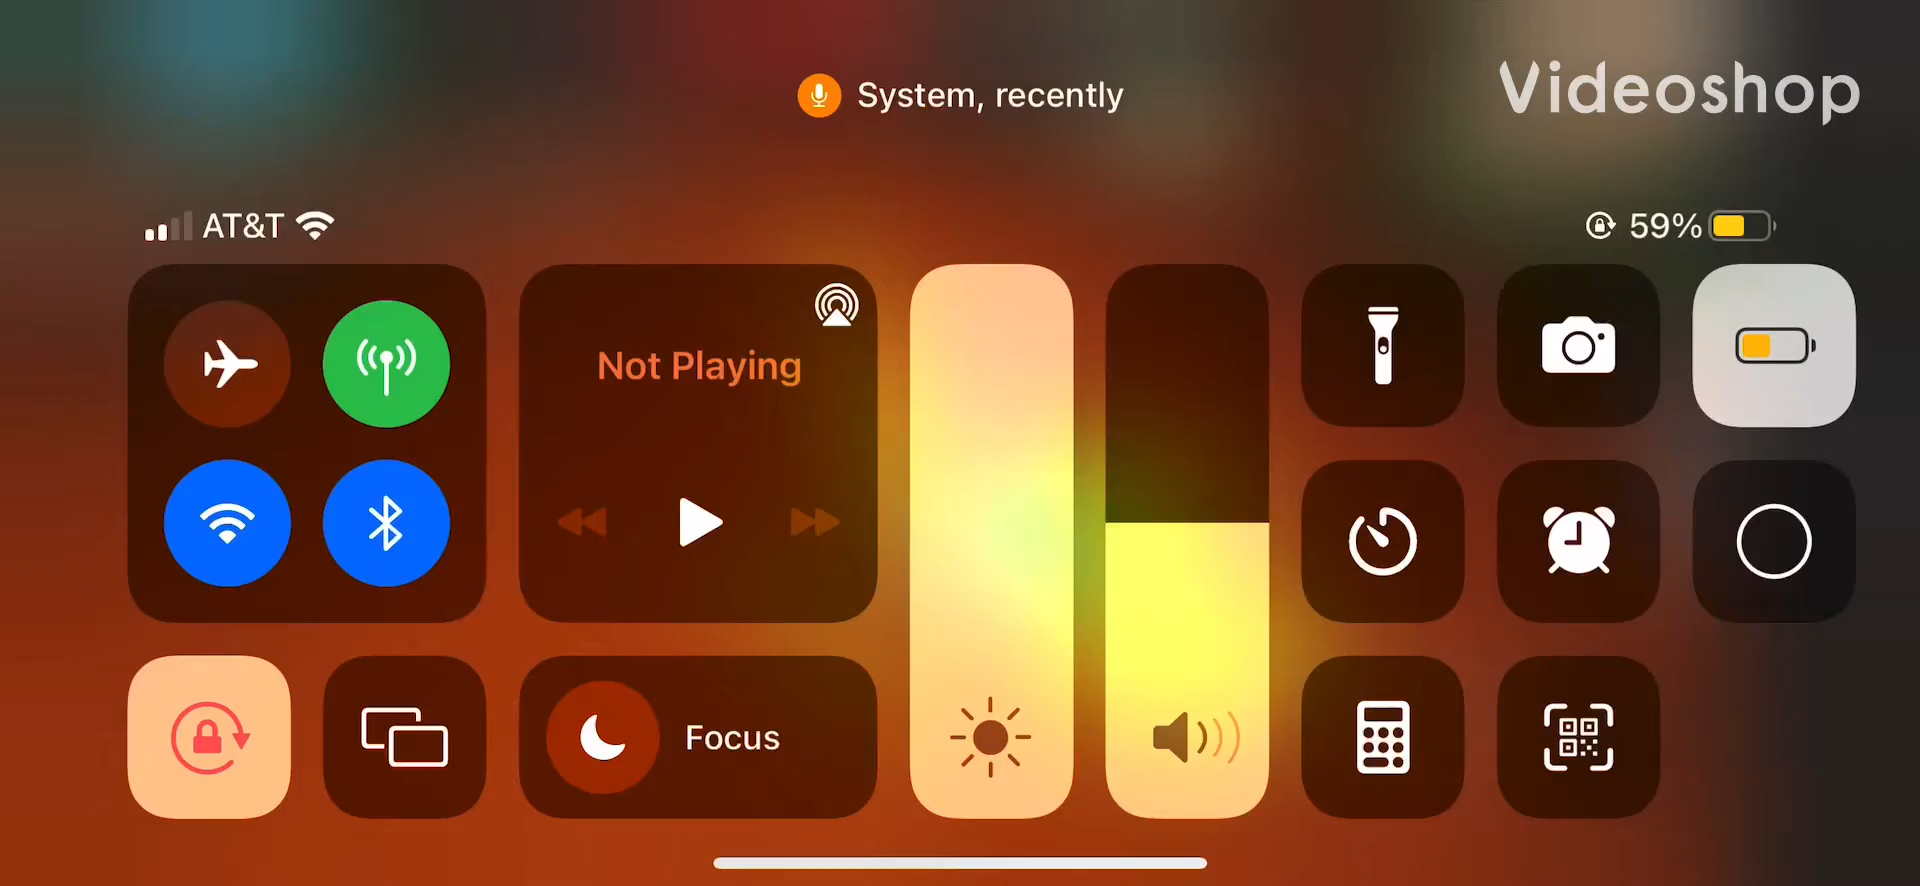 System, recently
Videoshop
AT&T
59%
Not Playing
Focus